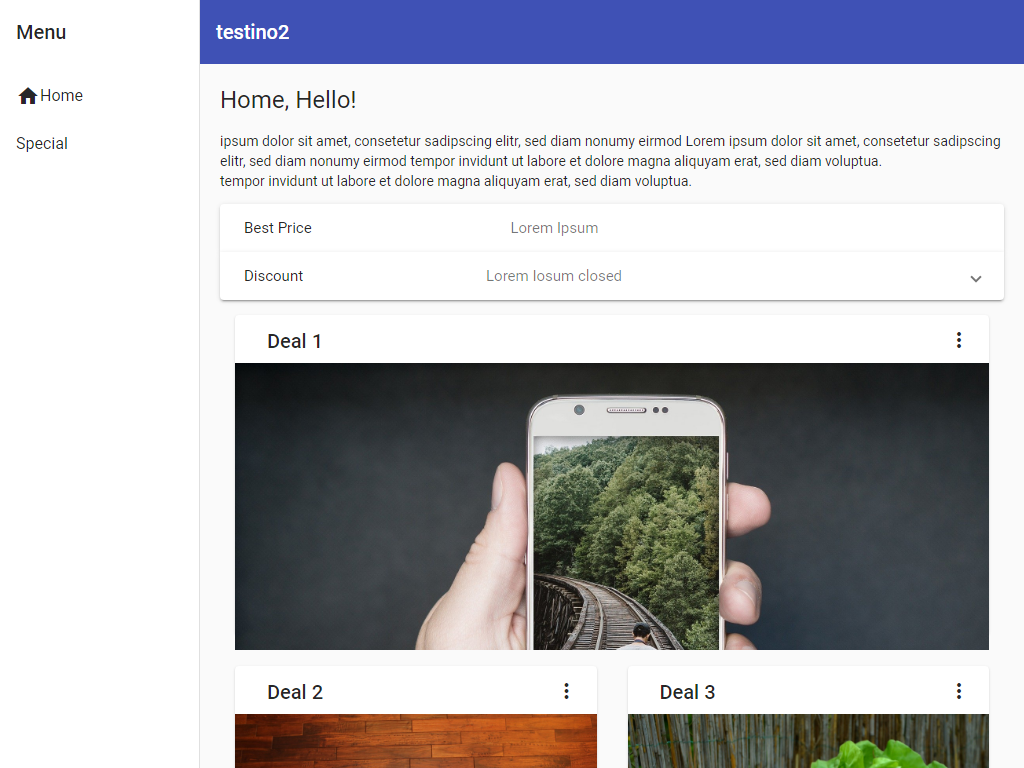 Menu
testino2
Home
Special
Home, Hello!
ipsum dolor sit amet, consetetur sadipscing elitr, sed diam nonumy eirmod Lorem ipsum dolor sit amet, consetetur sadipscing
elitr, sed diam nonumy eirmod tempor invidunt ut labore et dolore magna aliquyam erat, sed diam voluptua.
tempor invidunt ut labore et dolore magna aliquyam erat, sed diam voluptua.
Best Price Lorem Ipsum
Discount Lorem Iosum closed
Deal 1
Deal 2
Deal 3